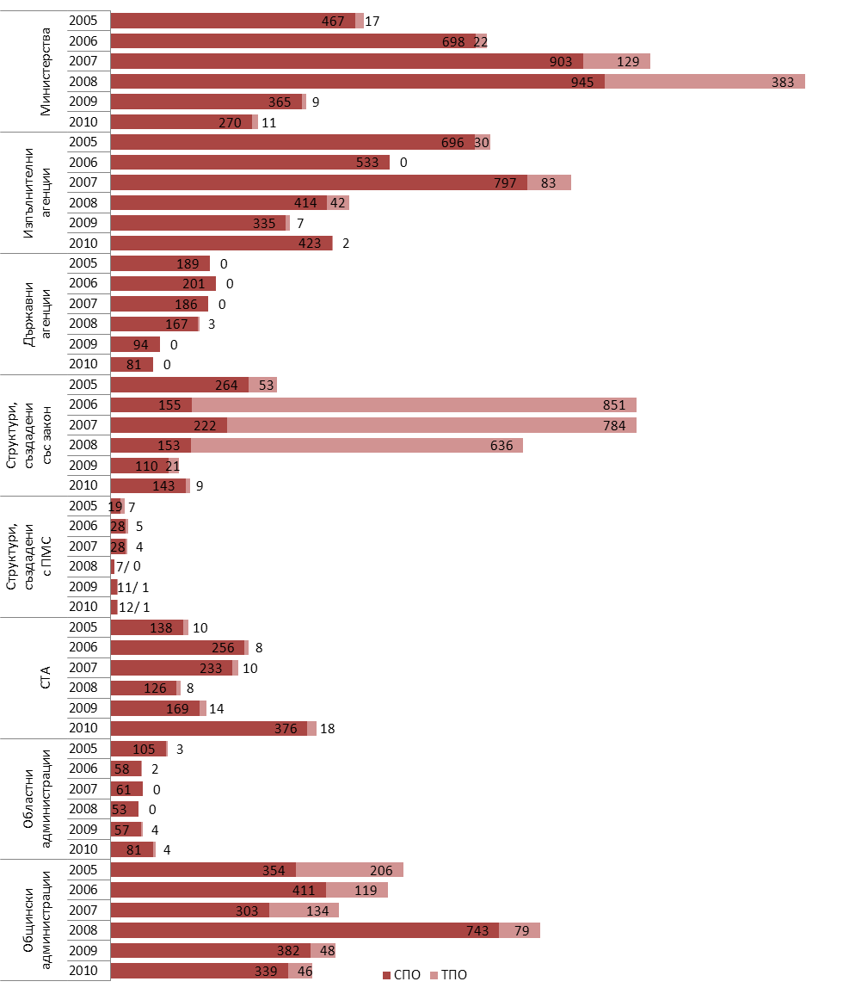 Министерства
2005 467 17
2006 698 22
2007 903 129
2008 945 383
2009 365 9
2010 270 11
Изпълнителни
агенции
2005 696 30
2006 533 0
2007 797 83
2008 414 42
2009 335 7
2010 423 2
Държавни
агенции
2005 189 0
2006 201 0
2007 186 0
2008 167 3
2009 94 0
2010 81 0
Структури,
създадени
със закон
2005 264 53
2006 155 851
2007 222 784
2008 153 636
2009 110 21
2010 143 9
Структури,
създадени
с ПМС
2005 19 7
2006 28 5
2007 28 4
2008 7/ 0
2009 11/ 1
2010 12/ 1
СТА
2005 138 10
2006 256 8
2007 233 10
2008 126 8
2009 169 14
2010 376 18
Областни
администрации
2005 105 3
2006 58 2
2007 61 0
2008 53 0
2009 57 4
2010 81 4
Общински
администрации
2005 354 206
2006 411 119
2007 303 134
2008 743 79
2009 382 48
2010 339 46
СПО ТПО